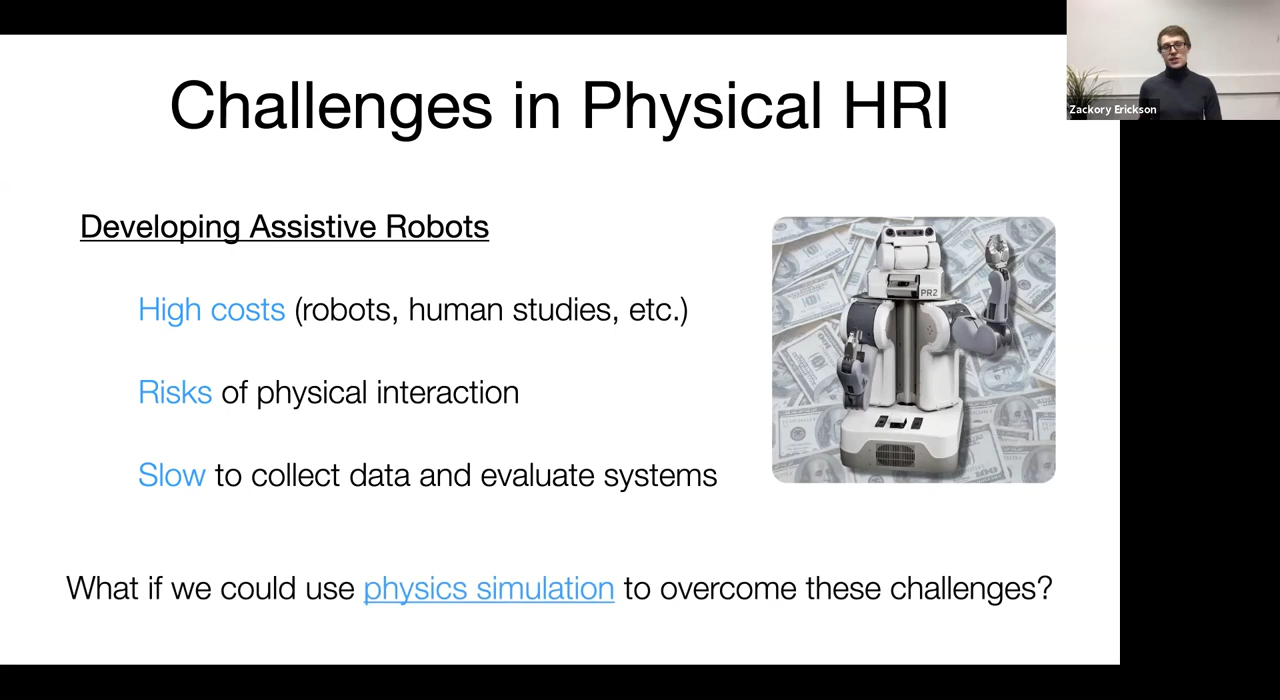 Challenges in Physical HRI
Zackory Erickson
Developing Assistive Robots
High costs (robots, human studies, etc.)
PR2
Risks of physical interaction
Slow to collect data and evaluate systems
What if we could use physics simulation to overcome these challenges?